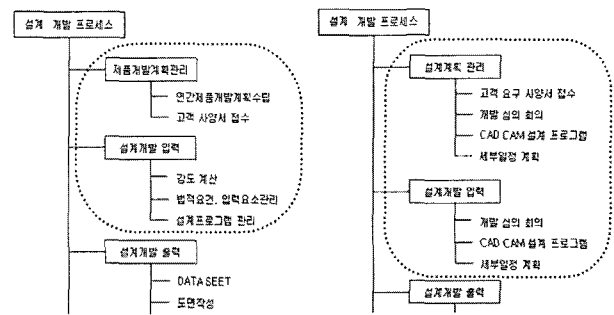 설계 개발 프로세스
제품개발계획관리
연간제품개발계획수립
고객 사양서 접수
설계개발 입력
강도 계산
법적요건, 입력요소관리
설계프로그램 관리
설계개발 출력
DATA SEET
도면작성
설계 개발 프로세스
설계계획 관리
고객 요구 사양서 접수
개발 심의 회의
CAD CAM 설계 프로그램
세부일정 계획
설계개발 입력
개발 심의 회의
CAD CAM 설계 프로그램
세부일정 계획
설계개발 출력